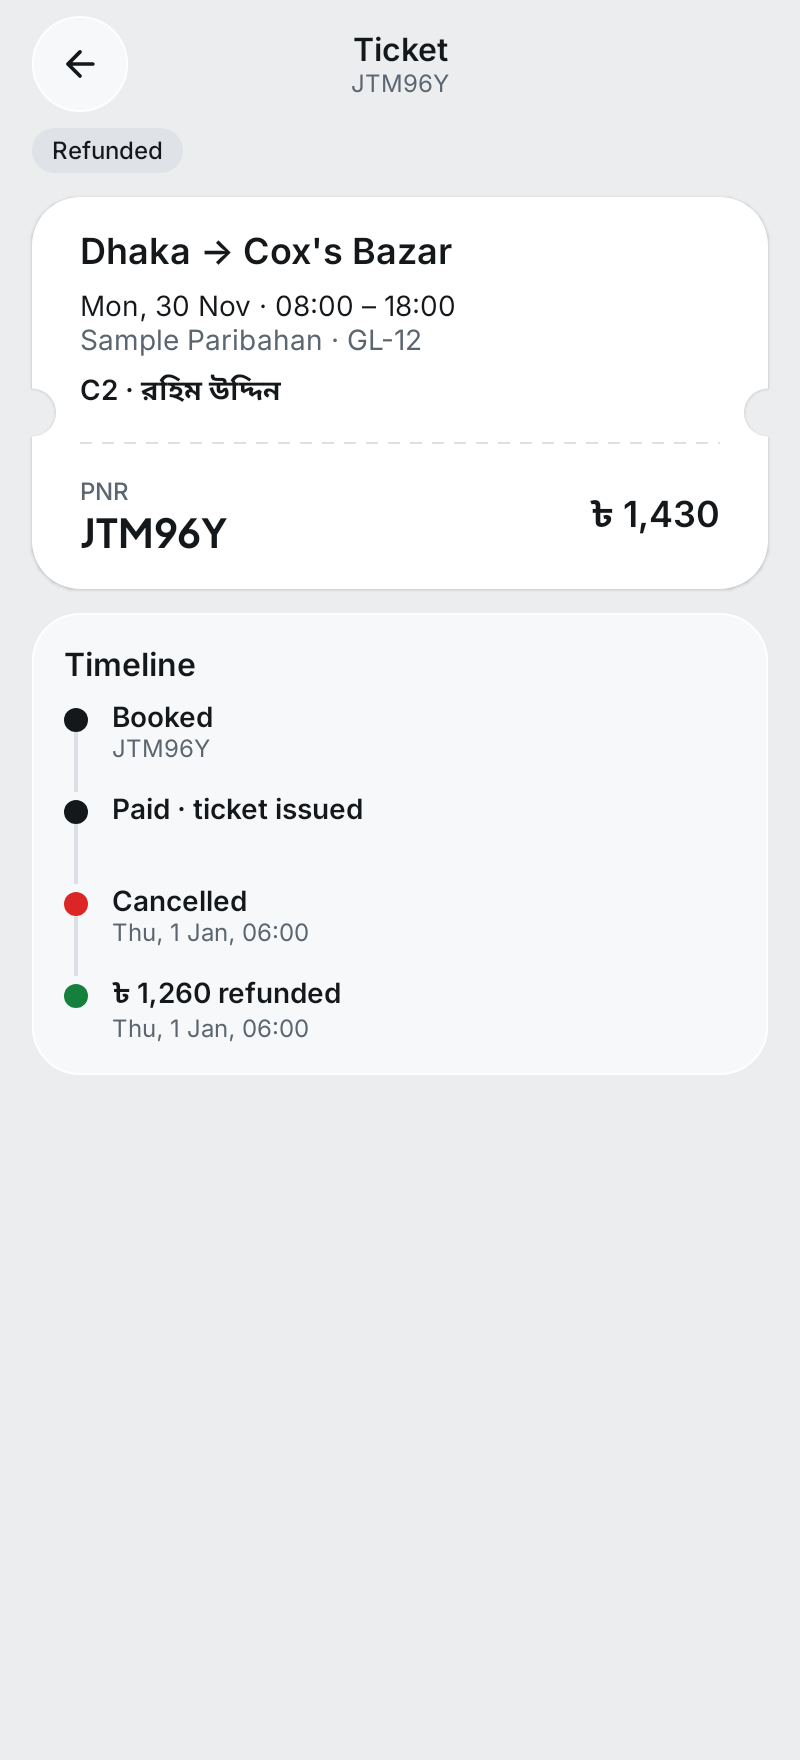 Ticket
JTM96Y
Refunded
Dhaka → Cox's Bazar
Mon, 30 Nov · 08:00 – 18:00
Sample Paribahan · GL-12
C2 · রহিম উদ্দিন
PNR
JTM96Y
৳ 1,430
Timeline
Booked
JTM96Y
Paid · ticket issued
Cancelled
Thu, 1 Jan, 06:00
৳ 1,260 refunded
Thu, 1 Jan, 06:00